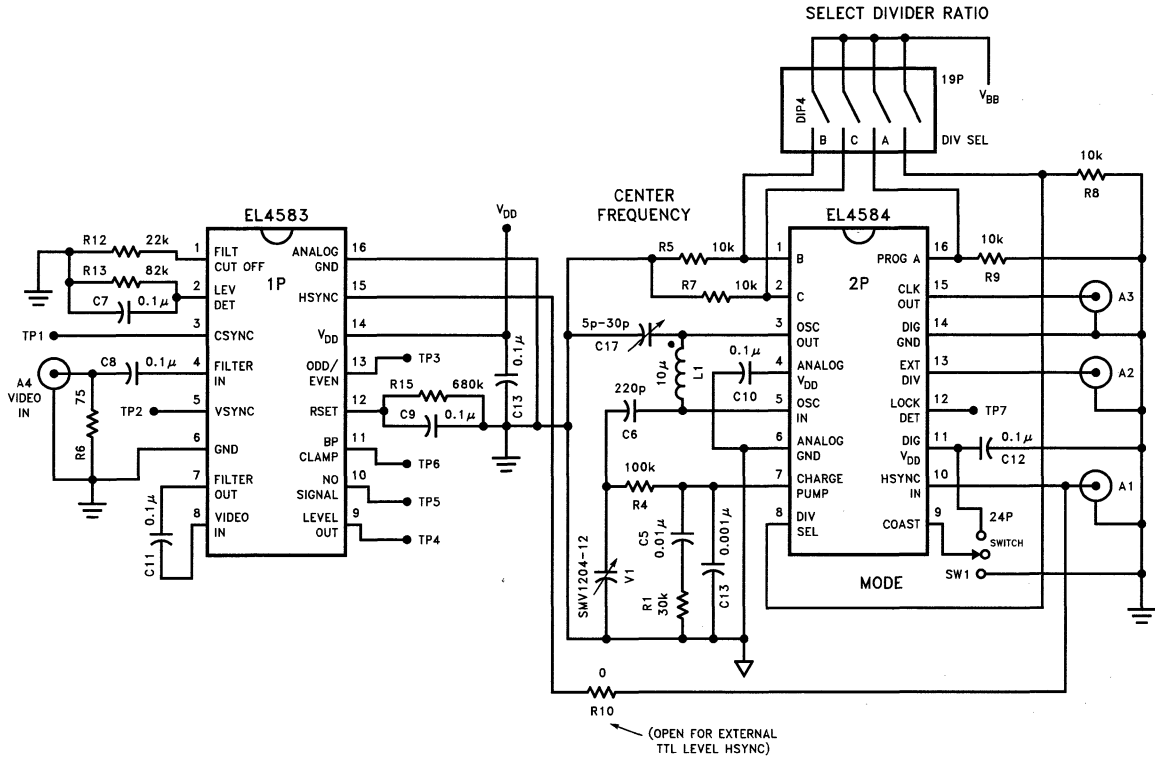 SELECT DIVIDER RATIO
19P
V_BB
DIP4
B C A
DIV SEL
10k
R8
CENTER
FREQUENCY
EL4583
1P
R12 22k
R13 82k
C7 0.1μ
TP1
C8 0.1μ
A4
VIDEO
IN
75
R6
TP2
0.1μ
C11
1 FILT
CUT OFF
2 LEV
DET
3 CSYNC
4 FILTER
IN
5 VSYNC
6 GND
7 FILTER
OUT
8 VIDEO
IN
ANALOG 16
GND
HSYNC 15
V_DD 14
ODD/ 13
EVEN
RSET 12
BP 11
CLAMP
NO 10
SIGNAL
LEVEL 9
OUT
V_DD
0.1μ
C13
TP3
R15 680k
C9 0.1μ
TP6
TP5
TP4
EL4584
2P
R5 10k
R7 10k
5p-30p
C17
10μ
L1
0.1μ
C10
220p
C6
100k
R4
C5
0.01μ
0.001μ
C13
R1
30k
SMV1204-12
V1
1 B
2 C
3 OSC
OUT
4 ANALOG
V_DD
5 OSC
IN
6 ANALOG
GND
7 CHARGE
PUMP
8 DIV
SEL
PROG A 16
CLK 15
OUT
DIG 14
GND
EXT 13
DIV
LOCK 12
DET
DIG 11
V_DD
HSYNC 10
IN
COAST 9
10k
R9
A3
A2
TP7
0.1μ
C12
A1
24P
SWITCH
SW1
MODE
0
R10
(OPEN FOR EXTERNAL
TTL LEVEL HSYNC)